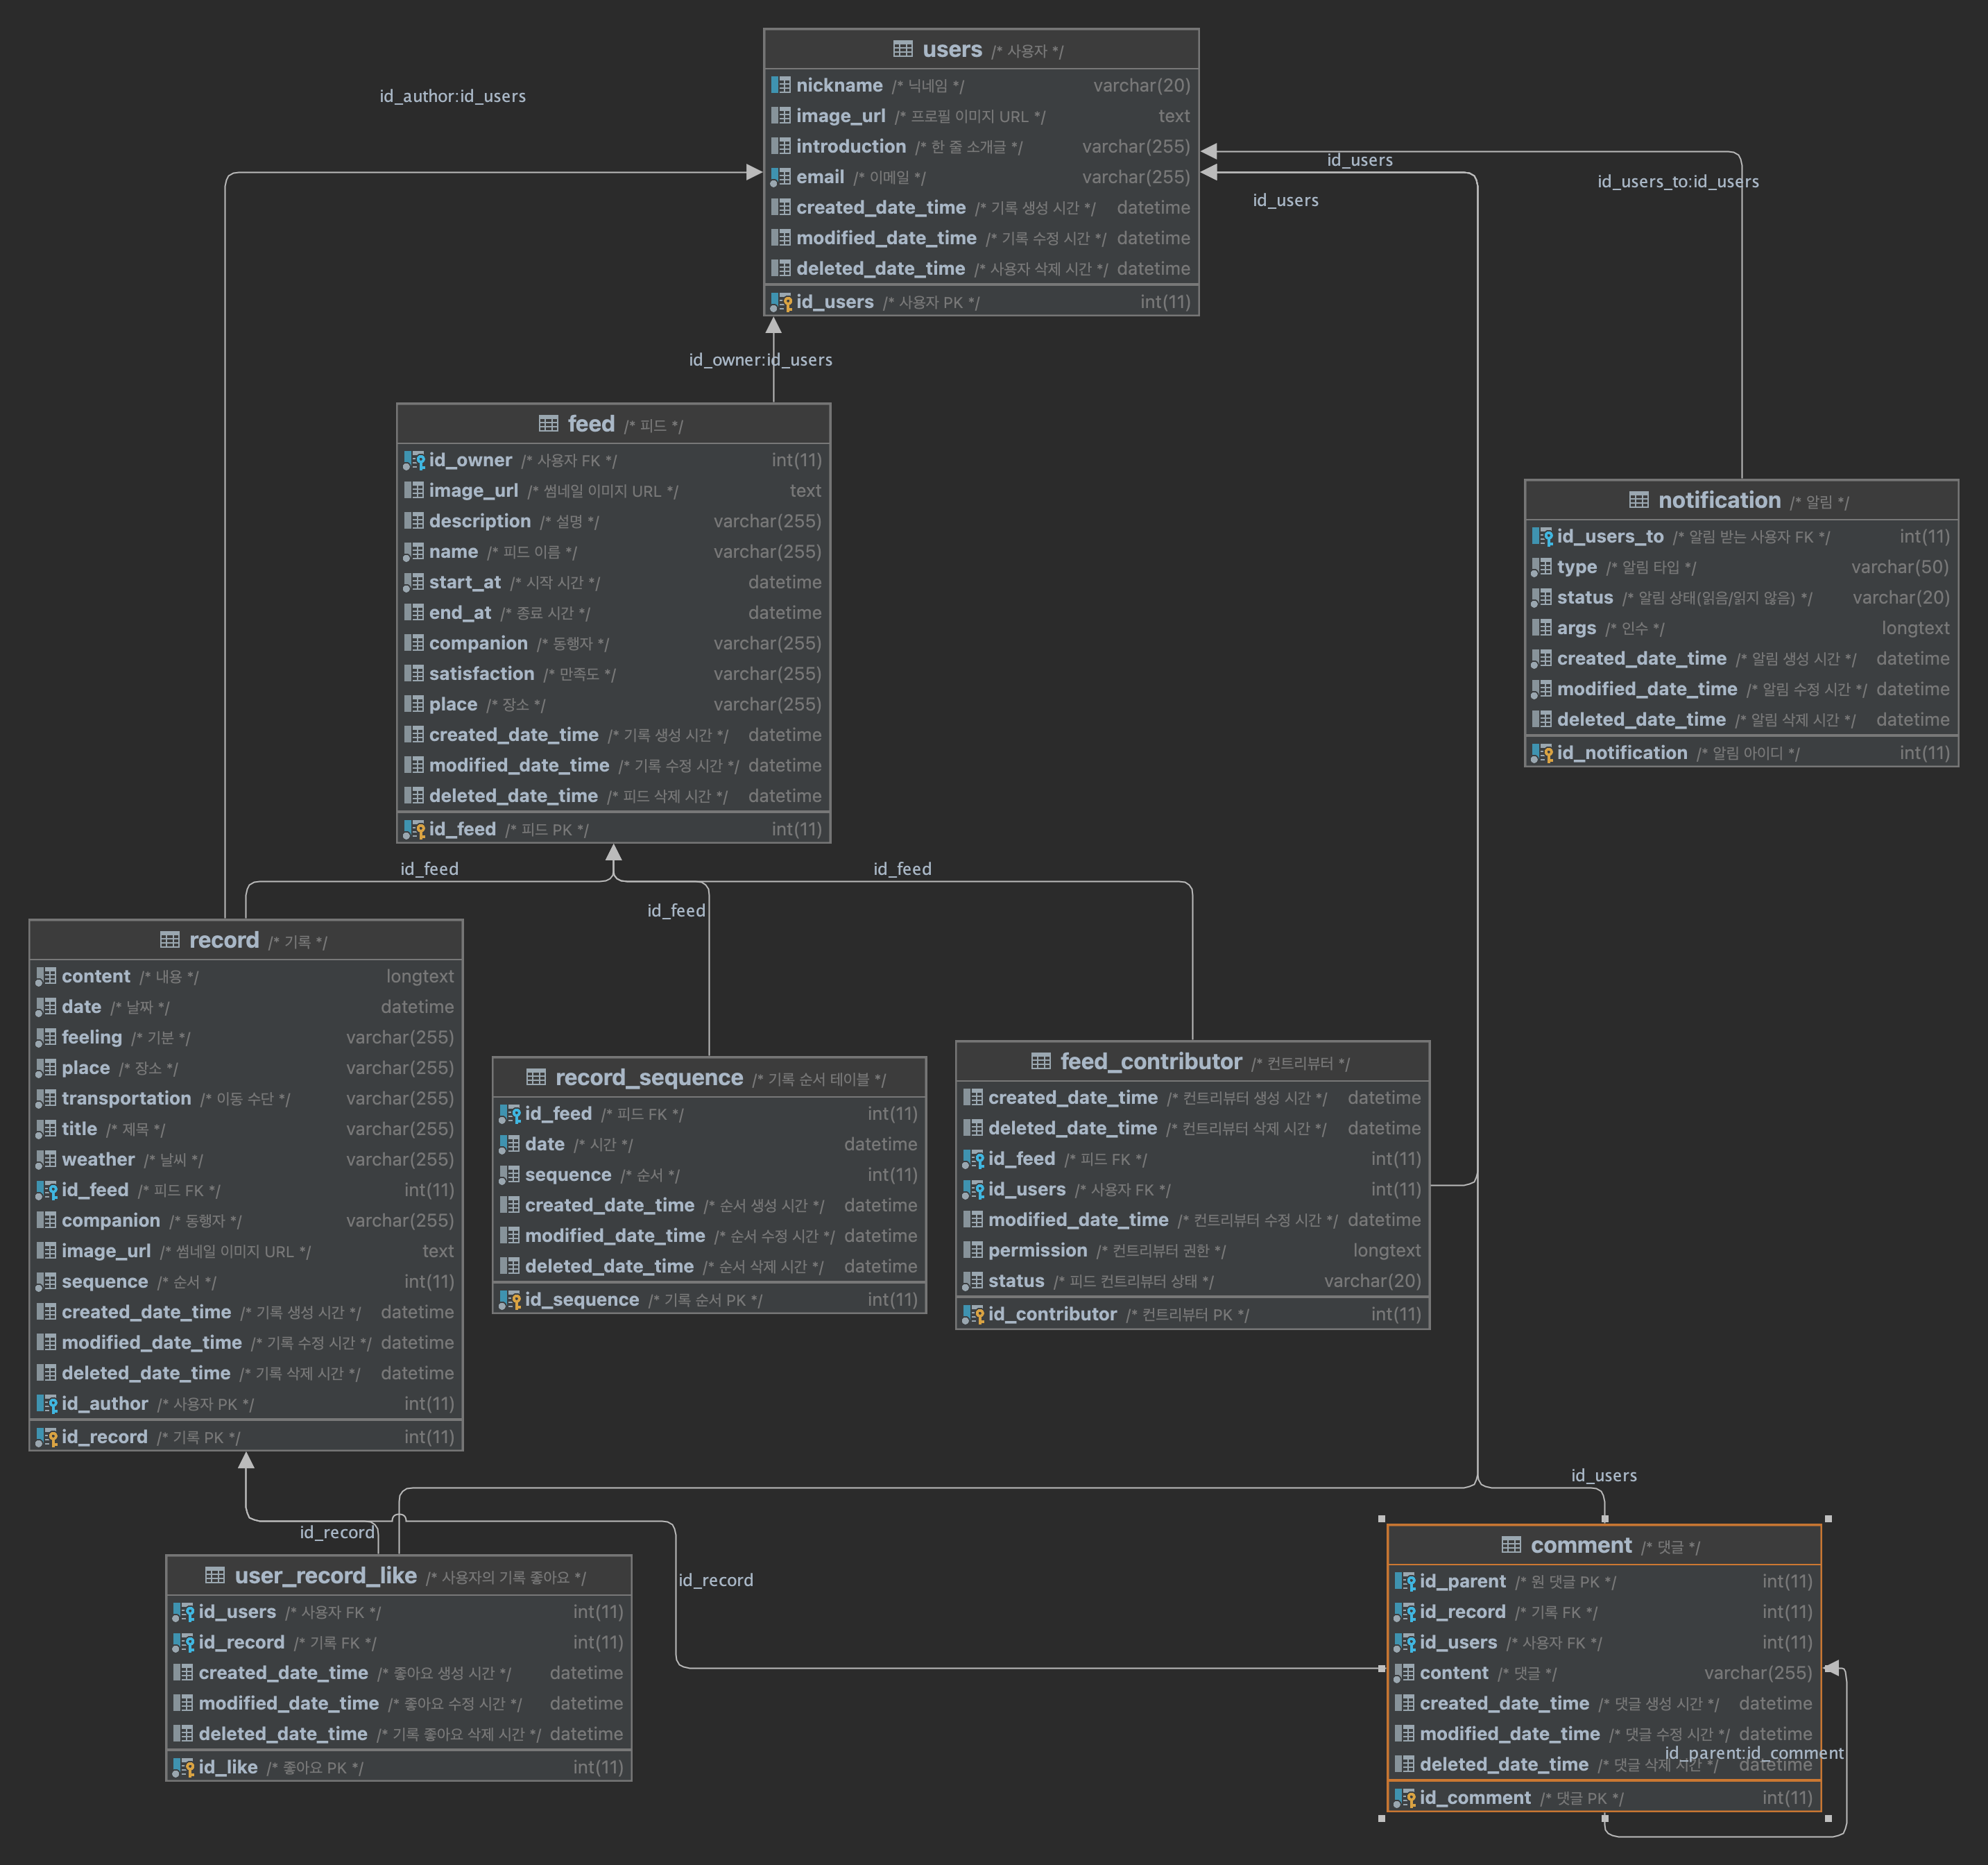 users /* 사용자 */
nickname /* 닉네임 */ varchar(20)
image_url /* 프로필 이미지 URL */ text
introduction /* 한 줄 소개글 */ varchar(255)
email /* 이메일 */ varchar(255)
created_date_time /* 기록 생성 시간 */ datetime
modified_date_time /* 기록 수정 시간 */ datetime
deleted_date_time /* 사용자 삭제 시간 */ datetime
id_users /* 사용자 PK */ int(11)
id_author:id_users
id_users
id_users
id_users_to:id_users
id_owner:id_users
feed /* 피드 */
id_owner /* 사용자 FK */ int(11)
image_url /* 썸네일 이미지 URL */ text
description /* 설명 */ varchar(255)
name /* 피드 이름 */ varchar(255)
start_at /* 시작 시간 */ datetime
end_at /* 종료 시간 */ datetime
companion /* 동행자 */ varchar(255)
satisfaction /* 만족도 */ varchar(255)
place /* 장소 */ varchar(255)
created_date_time /* 기록 생성 시간 */ datetime
modified_date_time /* 기록 수정 시간 */ datetime
deleted_date_time /* 피드 삭제 시간 */ datetime
id_feed /* 피드 PK */ int(11)
notification /* 알림 */
id_users_to /* 알림 받는 사용자 FK */ int(11)
type /* 알림 타입 */ varchar(50)
status /* 알림 상태(읽음/읽지 않음) */ varchar(20)
args /* 인수 */ longtext
created_date_time /* 알림 생성 시간 */ datetime
modified_date_time /* 알림 수정 시간 */ datetime
deleted_date_time /* 알림 삭제 시간 */ datetime
id_notification /* 알림 아이디 */ int(11)
id_feed
id_feed
id_feed
record /* 기록 */
content /* 내용 */ longtext
date /* 날짜 */ datetime
feeling /* 기분 */ varchar(255)
place /* 장소 */ varchar(255)
transportation /* 이동 수단 */ varchar(255)
title /* 제목 */ varchar(255)
weather /* 날씨 */ varchar(255)
id_feed /* 피드 FK */ int(11)
companion /* 동행자 */ varchar(255)
image_url /* 썸네일 이미지 URL */ text
sequence /* 순서 */ int(11)
created_date_time /* 기록 생성 시간 */ datetime
modified_date_time /* 기록 수정 시간 */ datetime
deleted_date_time /* 기록 삭제 시간 */ datetime
id_author /* 사용자 PK */ int(11)
id_record /* 기록 PK */ int(11)
record_sequence /* 기록 순서 테이블 */
id_feed /* 피드 FK */ int(11)
date /* 시간 */ datetime
sequence /* 순서 */ int(11)
created_date_time /* 순서 생성 시간 */ datetime
modified_date_time /* 순서 수정 시간 */ datetime
deleted_date_time /* 순서 삭제 시간 */ datetime
id_sequence /* 기록 순서 PK */ int(11)
feed_contributor /* 컨트리뷰터 */
created_date_time /* 컨트리뷰터 생성 시간 */ datetime
deleted_date_time /* 컨트리뷰터 삭제 시간 */ datetime
id_feed /* 피드 FK */ int(11)
id_users /* 사용자 FK */ int(11)
modified_date_time /* 컨트리뷰터 수정 시간 */ datetime
permission /* 컨트리뷰터 권한 */ longtext
status /* 피드 컨트리뷰터 상태 */ varchar(20)
id_contributor /* 컨트리뷰터 PK */ int(11)
id_users
id_record
id_record
user_record_like /* 사용자의 기록 좋아요 */
id_users /* 사용자 FK */ int(11)
id_record /* 기록 FK */ int(11)
created_date_time /* 좋아요 생성 시간 */ datetime
modified_date_time /* 좋아요 수정 시간 */ datetime
deleted_date_time /* 기록 좋아요 삭제 시간 */ datetime
id_like /* 좋아요 PK */ int(11)
comment /* 댓글 */
id_parent /* 원 댓글 PK */ int(11)
id_record /* 기록 FK */ int(11)
id_users /* 사용자 FK */ int(11)
content /* 댓글 */ varchar(255)
created_date_time /* 댓글 생성 시간 */ datetime
modified_date_time /* 댓글 수정 시간 */ datetime
id_parent:id_comment
deleted_date_time /* 댓글 삭제 시간 */ datetime
id_comment /* 댓글 PK */ int(11)